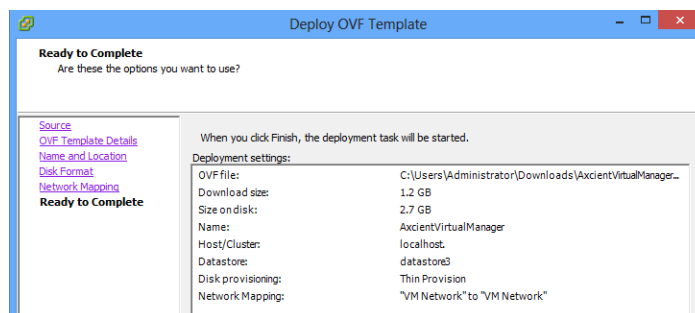 Deploy OVF Template
Ready to Complete
Are these the options you want to use?
Source
OVF Template Details
Name and Location
Disk Format
Network Mapping
Ready to Complete
When you click Finish, the deployment task will be started.
Deployment settings:
OVF file: C:\Users\Administrator\Downloads\AxcientVirtualManager...
Download size: 1.2 GB
Size on disk: 2.7 GB
Name: AxcientVirtualManager
Host/Cluster: localhost.
Datastore: datastore3
Disk provisioning: Thin Provision
Network Mapping: "VM Network" to "VM Network"